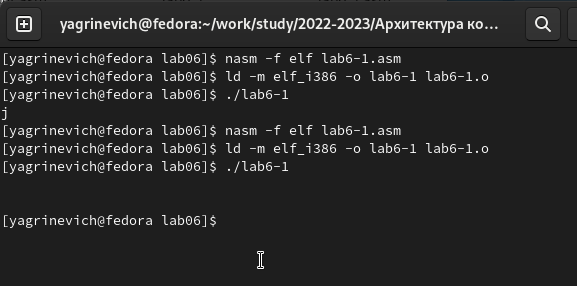 yagrinevich@fedora:~/work/study/2022-2023/Архитектура ко...
[yagrinevich@fedora lab06]$ nasm -f elf lab6-1.asm
[yagrinevich@fedora lab06]$ ld -m elf_i386 -o lab6-1 lab6-1.o
[yagrinevich@fedora lab06]$ ./lab6-1
j
[yagrinevich@fedora lab06]$ nasm -f elf lab6-1.asm
[yagrinevich@fedora lab06]$ ld -m elf_i386 -o lab6-1 lab6-1.o
[yagrinevich@fedora lab06]$ ./lab6-1
[yagrinevich@fedora lab06]$